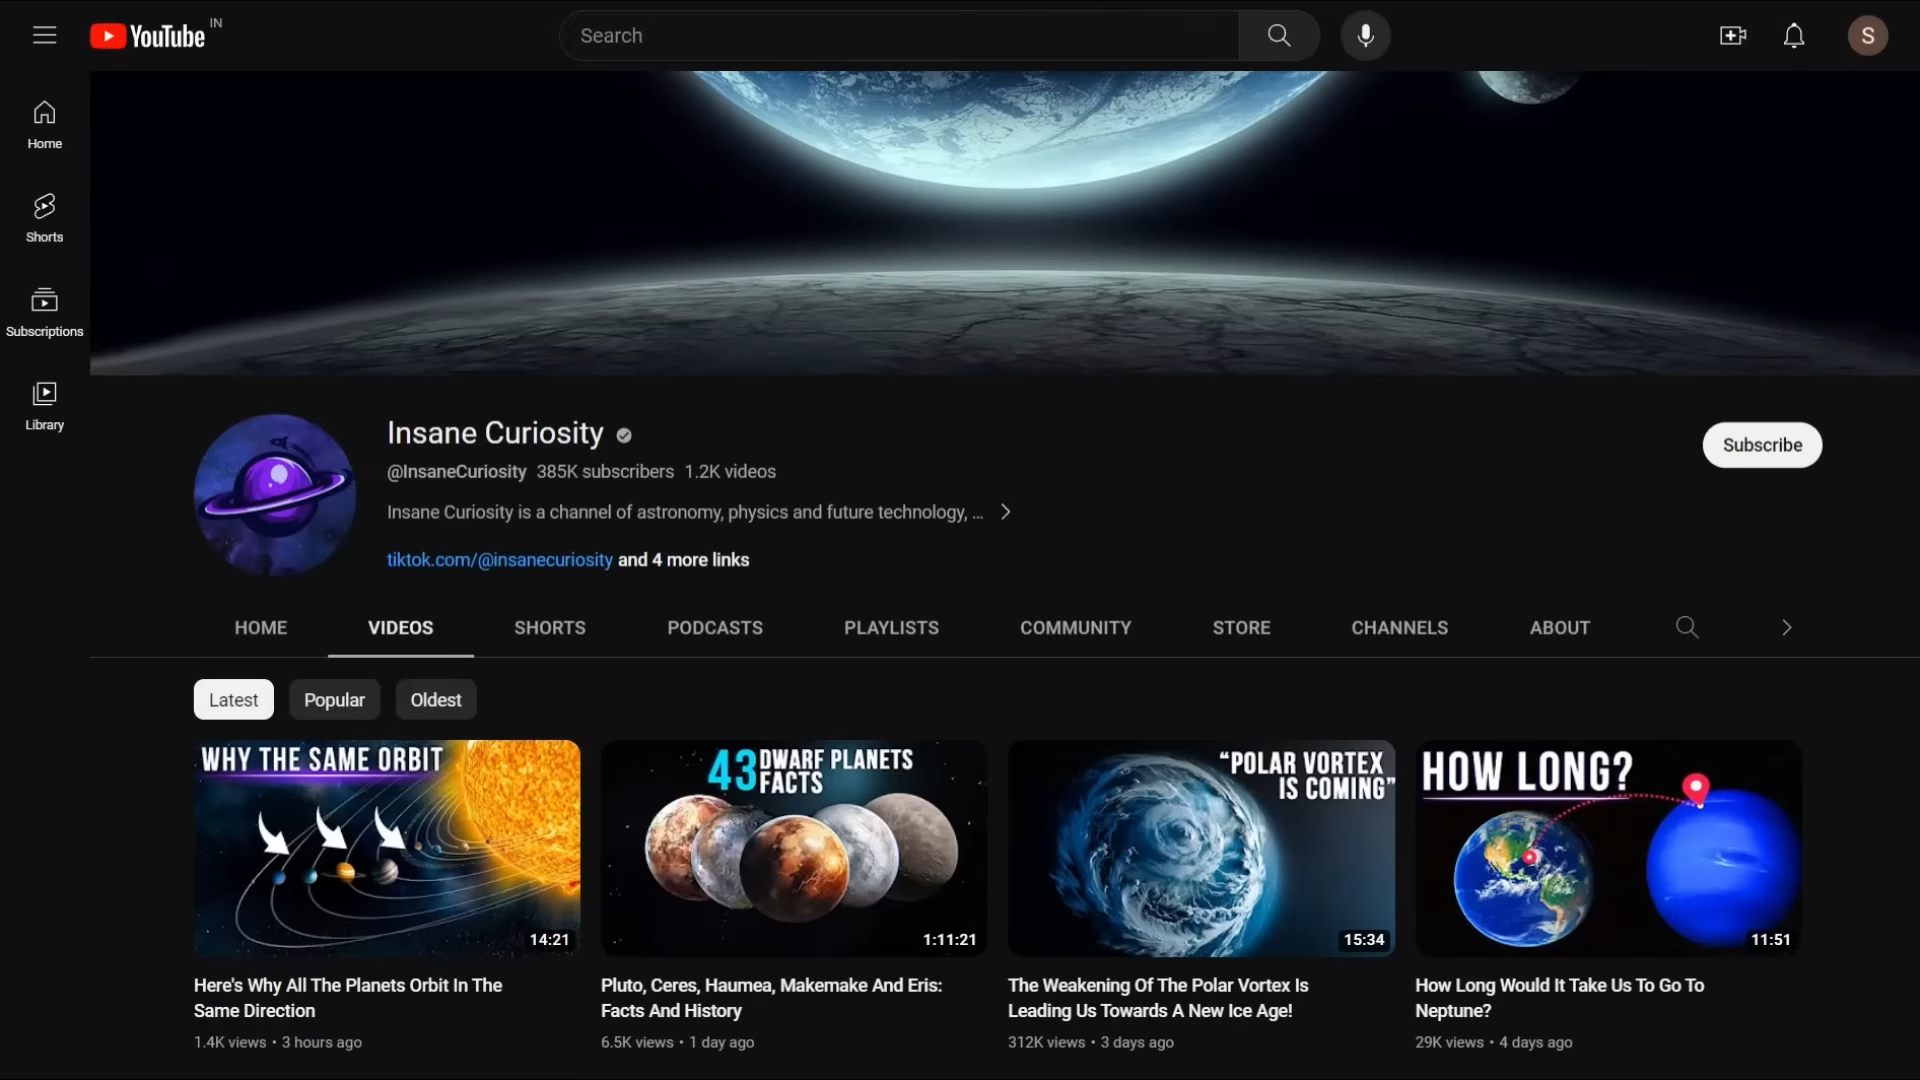 YouTube IN
Search
S
Home
Shorts
Subscriptions
Library
Insane Curiosity
@InsaneCuriosity 385K subscribers 1.2K videos
Insane Curiosity is a channel of astronomy, physics and future technology, ...
tiktok.com/@insanecuriosity and 4 more links
Subscribe
HOME VIDEOS SHORTS PODCASTS PLAYLISTS COMMUNITY STORE CHANNELS ABOUT
Latest Popular Oldest
WHY THE SAME ORBIT
14:21
Here's Why All The Planets Orbit In The
Same Direction
1.4K views • 3 hours ago
43 DWARF PLANETS
FACTS
1:11:21
Pluto, Ceres, Haumea, Makemake And Eris:
Facts And History
6.5K views • 1 day ago
“POLAR VORTEX
IS COMING”
15:34
The Weakening Of The Polar Vortex Is
Leading Us Towards A New Ice Age!
312K views • 3 days ago
HOW LONG?
11:51
How Long Would It Take Us To Go To
Neptune?
29K views • 4 days ago